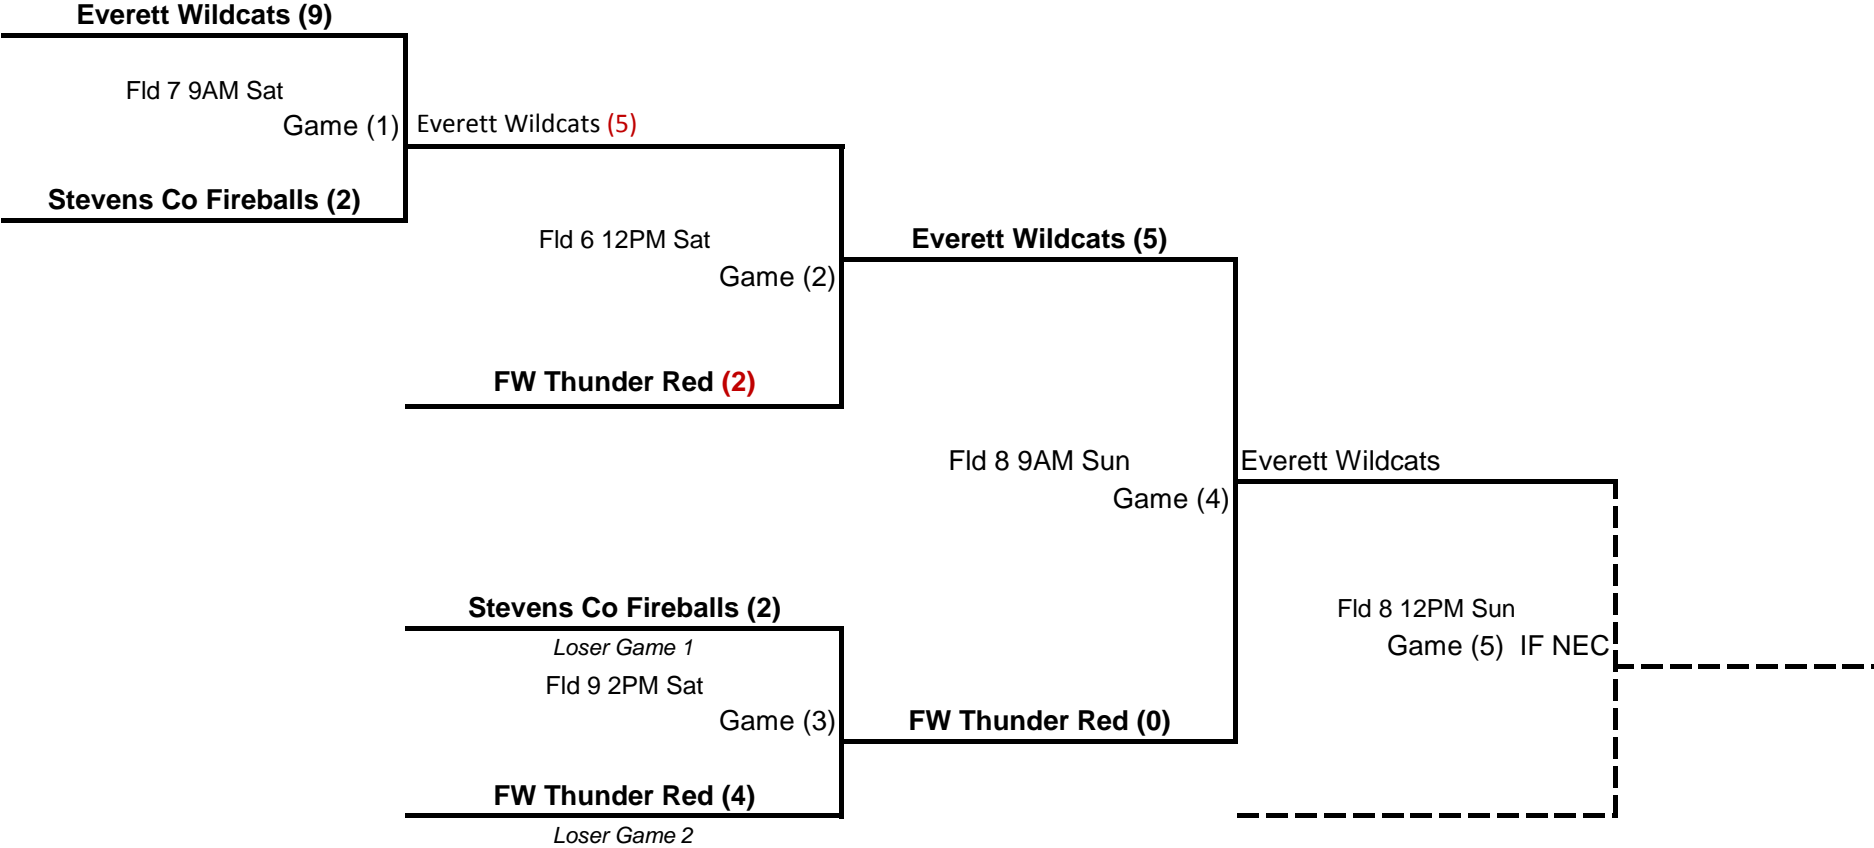 Everett Wildcats (9)
Fld 7 9AM Sat
Game (1)
Everett Wildcats (5)
Stevens Co Fireballs (2)
Fld 6 12PM Sat
Everett Wildcats (5)
Game (2)
FW Thunder Red (2)
Fld 8 9AM Sun
Everett Wildcats
Game (4)
Stevens Co Fireballs (2)
Fld 8 12PM Sun
Loser Game 1
Game (5) IF NEC
Fld 9 2PM Sat
Game (3)
FW Thunder Red (0)
FW Thunder Red (4)
Loser Game 2